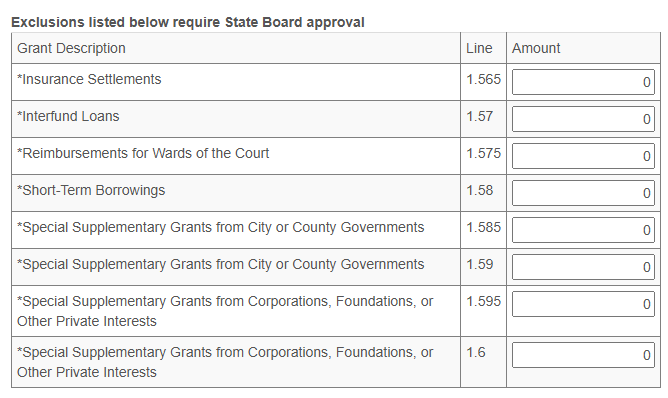 Exclusions listed below require State Board approval
Grant Description Line Amount
*Insurance Settlements 1.565 0
*Interfund Loans 1.57 0
*Reimbursements for Wards of the Court 1.575 0
*Short-Term Borrowings 1.58 0
*Special Supplementary Grants from City or County Governments 1.585 0
*Special Supplementary Grants from City or County Governments 1.59 0
*Special Supplementary Grants from Corporations, Foundations, or 1.595 0
Other Private Interests
*Special Supplementary Grants from Corporations, Foundations, or 1.6 0
Other Private Interests